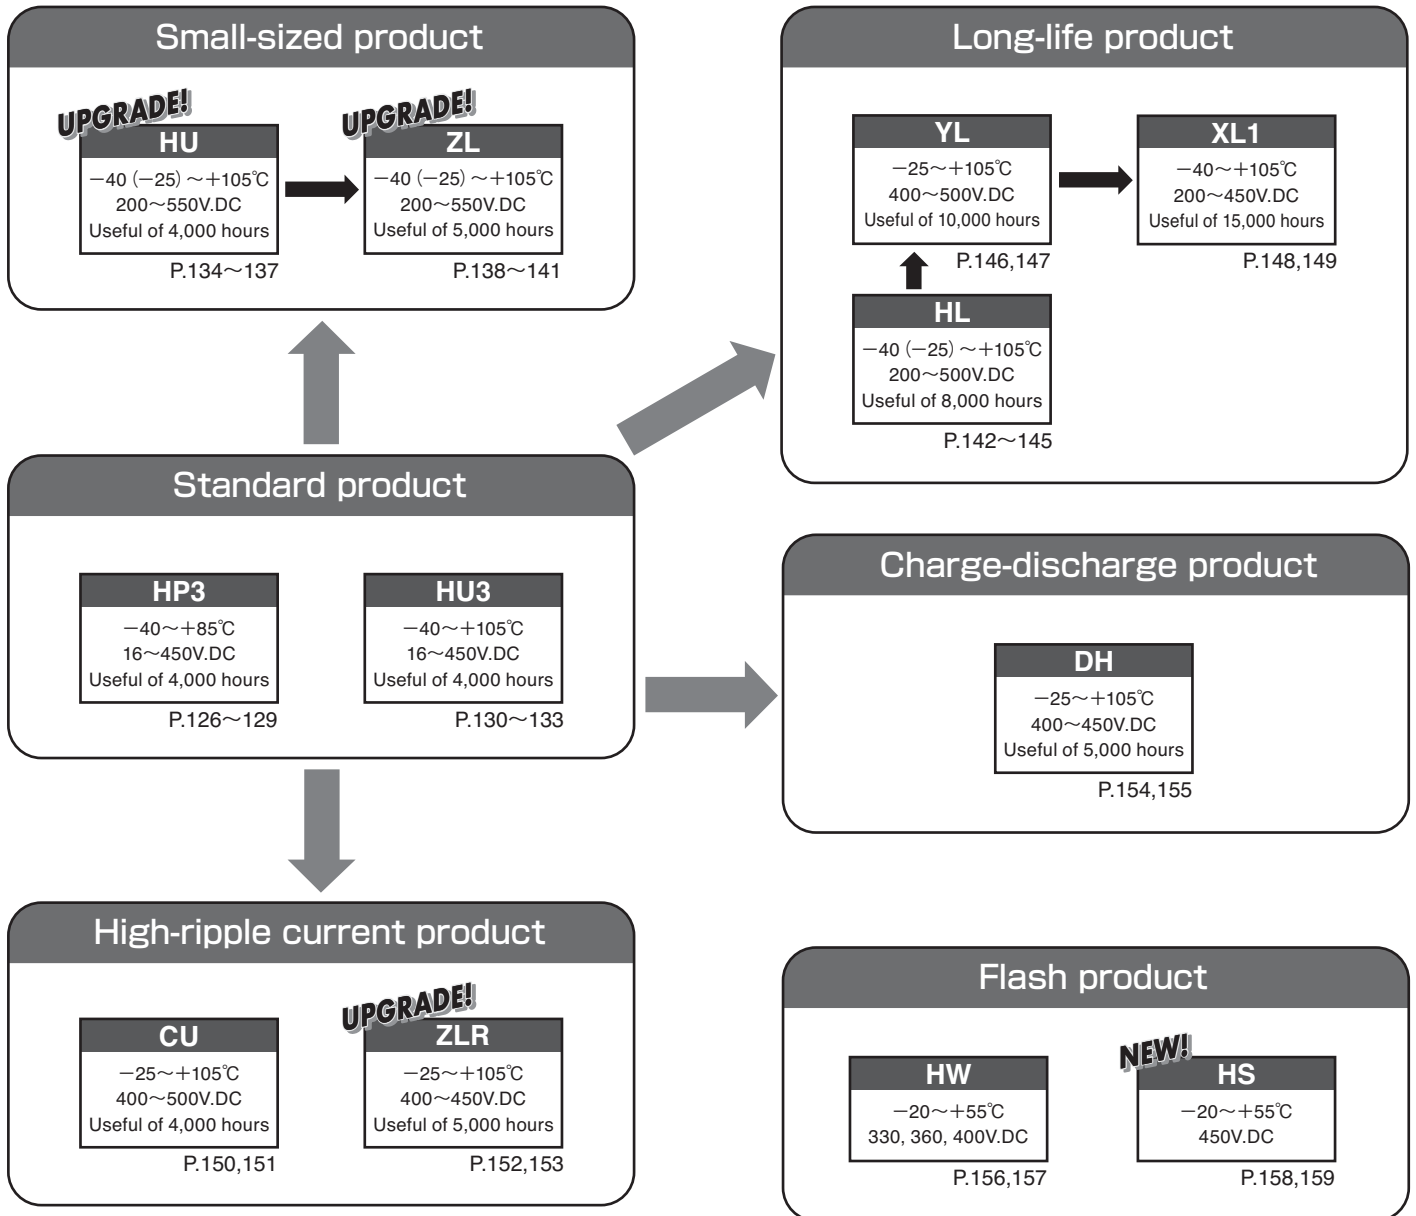 Small-sized product
UPGRADE!
HU
−40 (−25) ～+105℃
200～550V.DC
Useful of 4,000 hours
P.134～137
UPGRADE!
ZL
−40 (−25) ～+105℃
200～550V.DC
Useful of 5,000 hours
P.138～141
Long-life product
YL
−25～+105℃
400～500V.DC
Useful of 10,000 hours
P.146,147
XL1
−40～+105℃
200～450V.DC
Useful of 15,000 hours
P.148,149
HL
−40 (−25) ～+105℃
200～500V.DC
Useful of 8,000 hours
P.142～145
Standard product
HP3
−40～+85℃
16～450V.DC
Useful of 4,000 hours
P.126～129
HU3
−40～+105℃
16～450V.DC
Useful of 4,000 hours
P.130～133
Charge-discharge product
DH
−25～+105℃
400～450V.DC
Useful of 5,000 hours
P.154,155
High-ripple current product
CU
−25～+105℃
400～500V.DC
Useful of 4,000 hours
P.150,151
UPGRADE!
ZLR
−25～+105℃
400～450V.DC
Useful of 5,000 hours
P.152,153
Flash product
HW
−20～+55℃
330, 360, 400V.DC
P.156,157
NEW!
HS
−20～+55℃
450V.DC
P.158,159